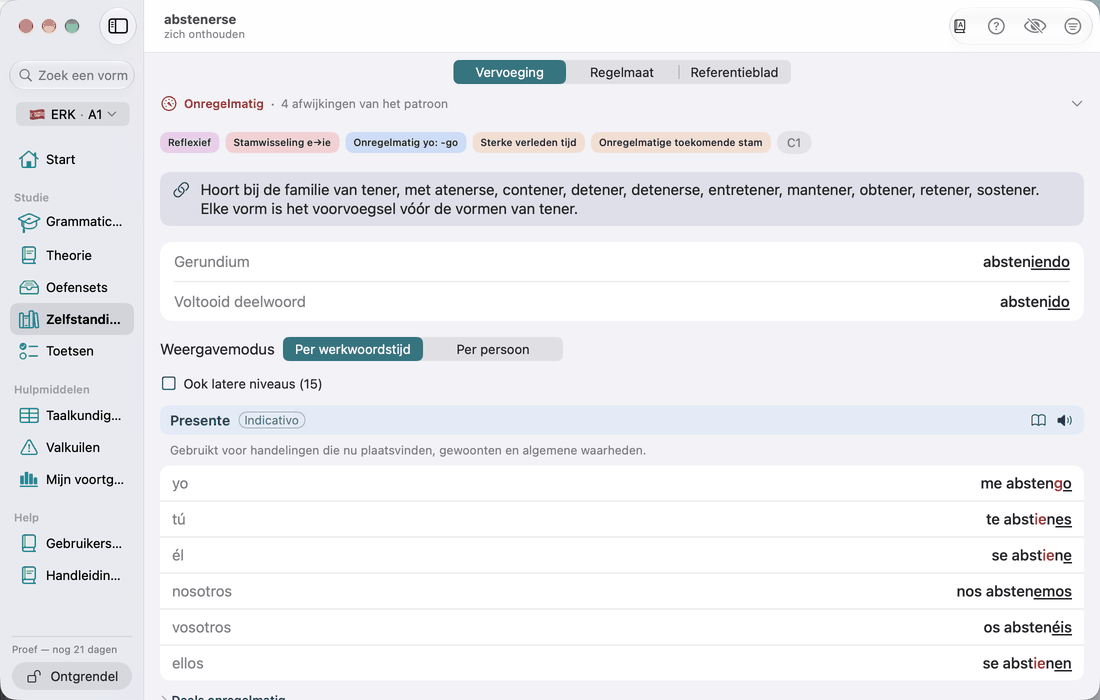 abstenerse
zich onthouden
Zoek een vorm
ERK · A1
Start
Studie
Grammatic...
Theorie
Oefensets
Zelfstandi...
Toetsen
Hulpmiddelen
Taalkundig...
Valkuilen
Mijn voortg...
Help
Gebruikers...
Handleidin...
Proef — nog 21 dagen
Ontgrendel
Vervoeging
Regelmaat
Referentieblad
Onregelmatig · 4 afwijkingen van het patroon
Reflexief
Stamwisseling e→ie
Onregelmatig yo: -go
Sterke verleden tijd
Onregelmatige toekomende stam
C1
Hoort bij de familie van tener, met atenerse, contener, detener, detenerse, entretener, mantener, obtener, retener, sostener.
Elke vorm is het voorvoegsel vóór de vormen van tener.
Gerundium absteniendo
Voltooid deelwoord abstenido
Weergavemodus
Per werkwoordstijd
Per persoon
Ook latere niveaus (15)
Presente Indicativo
Gebruikt voor handelingen die nu plaatsvinden, gewoonten en algemene waarheden.
yo me abstengo
tú te abstienes
él se abstiene
nosotros nos abstenemos
vosotros os abstenéis
ellos se abstienen
Deels onregelmatig